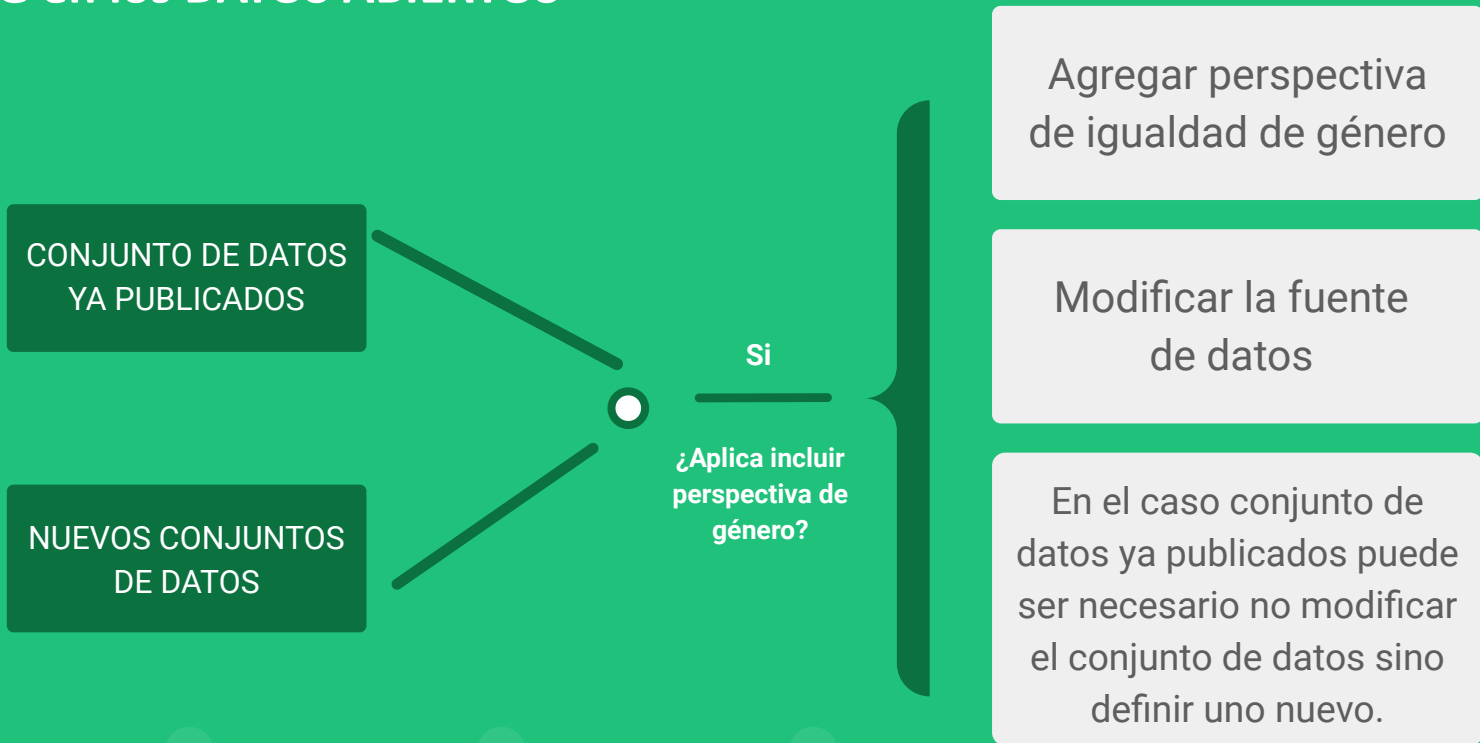 DATOS ABIERTOS
CONJUNTO DE DATOS
YA PUBLICADOS
NUEVOS CONJUNTOS
DE DATOS
Si
¿Aplica incluir
perspectiva de
género?
Agregar perspectiva
de igualdad de género
Modificar la fuente
de datos
En el caso conjunto de
datos ya publicados puede
ser necesario no modificar
el conjunto de datos sino
definir uno nuevo.